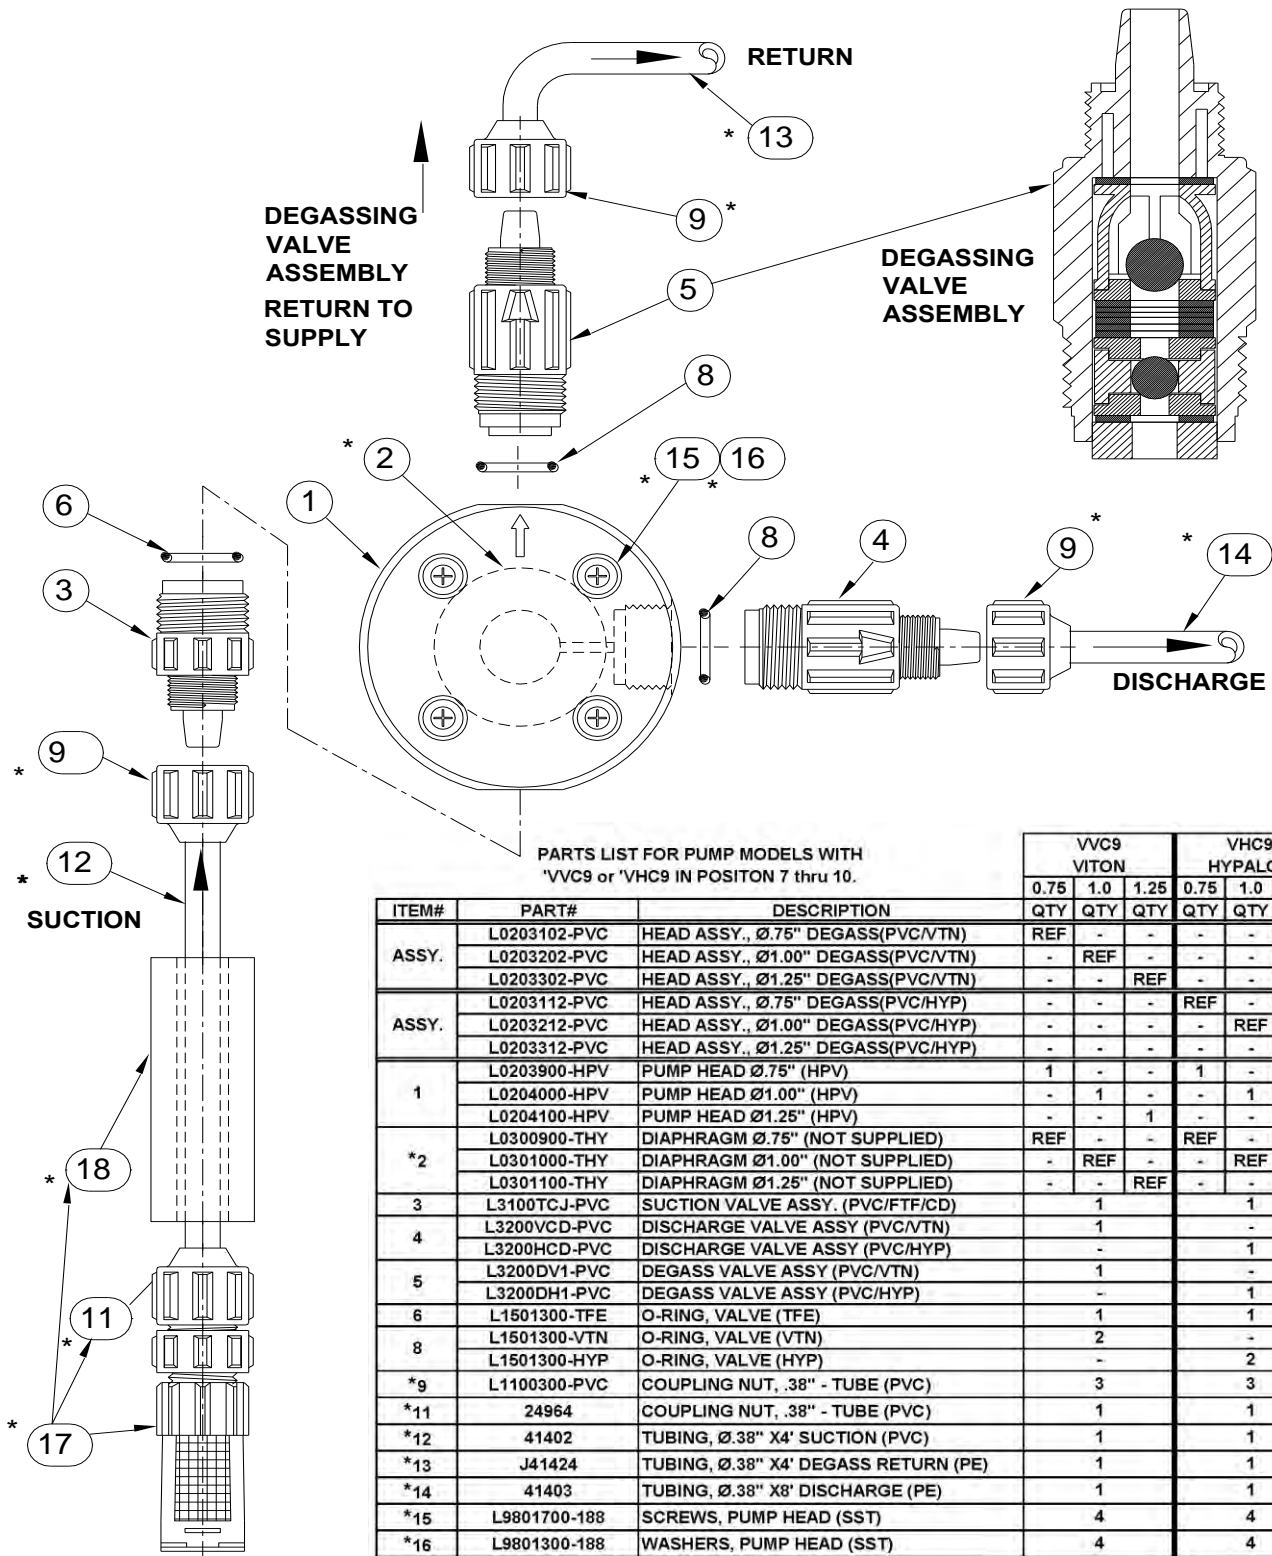 RETURN
* 13
DEGASSING
VALVE
ASSEMBLY
RETURN TO
SUPPLY
9 *
5
DEGASSING
VALVE
ASSEMBLY
8
* 2
* 15 16 *
1
6
3
8
4
9 *
* 14
DISCHARGE
* 9
* 12
SUCTION
* 18
* 11
* 17
PARTS LIST FOR PUMP MODELS WITH
'VVC9 or 'VHC9 IN POSITON 7 thru 10.
VVC9 VHC9
VITON HYPALO
0.75 1.0 1.25 0.75 1.0
ITEM# PART# DESCRIPTION QTY QTY QTY QTY QTY
ASSY.
L0203102-PVC HEAD ASSY., Ø.75" DEGASS(PVC/VTN) REF - - - -
L0203202-PVC HEAD ASSY., Ø1.00" DEGASS(PVC/VTN) - REF - - -
L0203302-PVC HEAD ASSY., Ø1.25" DEGASS(PVC/VTN) - - REF - -
ASSY.
L0203112-PVC HEAD ASSY., Ø.75" DEGASS(PVC/HYP) - - - REF -
L0203212-PVC HEAD ASSY., Ø1.00" DEGASS(PVC/HYP) - - - - REF
L0203312-PVC HEAD ASSY., Ø1.25" DEGASS(PVC/HYP) - - - - -
1
L0203900-HPV PUMP HEAD Ø.75" (HPV) 1 - - 1 -
L0204000-HPV PUMP HEAD Ø1.00" (HPV) - 1 - - 1
L0204100-HPV PUMP HEAD Ø1.25" (HPV) - - 1 - -
*2
L0300900-THY DIAPHRAGM Ø.75" (NOT SUPPLIED) REF - - REF -
L0301000-THY DIAPHRAGM Ø1.00" (NOT SUPPLIED) - REF - - REF
L0301100-THY DIAPHRAGM Ø1.25" (NOT SUPPLIED) - - REF - -
3 L3100TCJ-PVC SUCTION VALVE ASSY. (PVC/FTF/CD) 1 1
4
L3200VCD-PVC DISCHARGE VALVE ASSY (PVC/VTN) 1 -
L3200HCD-PVC DISCHARGE VALVE ASSY (PVC/HYP) - 1
5
L3200DV1-PVC DEGASS VALVE ASSY (PVC/VTN) 1 -
L3200DH1-PVC DEGASS VALVE ASSY (PVC/HYP) - 1
6 L1501300-TFE O-RING, VALVE (TFE) 1 1
8
L1501300-VTN O-RING, VALVE (VTN) 2 -
L1501300-HYP O-RING, VALVE (HYP) - 2
*9 L1100300-PVC COUPLING NUT, .38" - TUBE (PVC) 3 3
*11 24964 COUPLING NUT, .38" - TUBE (PVC) 1 1
*12 41402 TUBING, Ø.38" X4' SUCTION (PVC) 1 1
*13 J41424 TUBING, Ø.38" X4' DEGASS RETURN (PE) 1 1
*14 41403 TUBING, Ø.38" X8' DISCHARGE (PE) 1 1
*15 L9801700-188 SCREWS, PUMP HEAD (SST) 4 4
*16 L9801300-188 WASHERS, PUMP HEAD (SST) 4 4